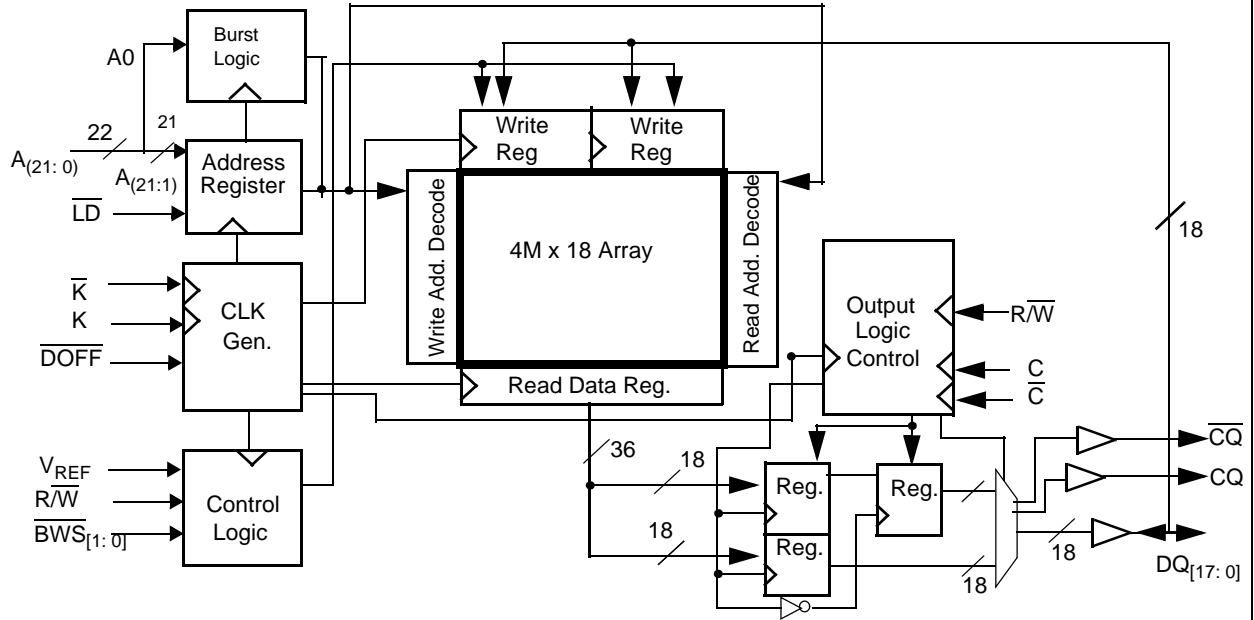 Burst
Logic
A0
22
21
A(21: 0)
A(21:1)
Address
Register
LD
K
K
DOFF
CLK
Gen.
VREF
R/W
BWS[1: 0]
Control
Logic
Write
Reg
Write
Reg
Write Add. Decode
4M x 18 Array
Read Add. Decode
Read Data Reg.
36
18
18
Output
Logic
Control
R/W
C
C
18
Reg.
Reg.
Reg.
18
18
CQ
CQ
DQ[17: 0]